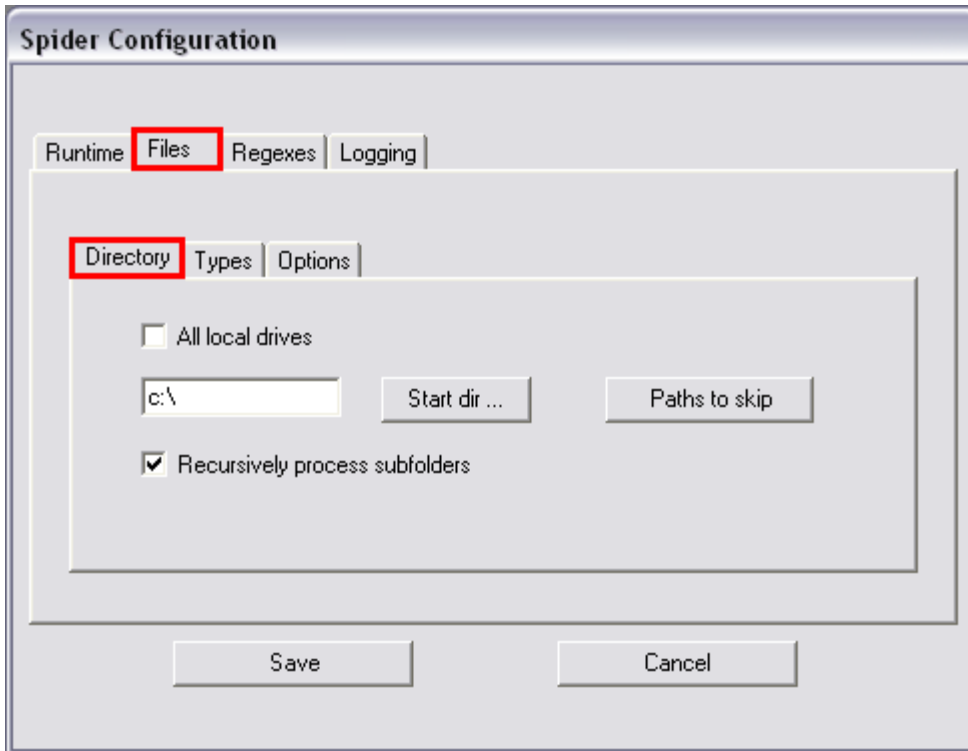 Spider Configuration
Runtime Files Regexes Logging
Directory Types Options
All local drives
c:\ Start dir ... Paths to skip
Recursively process subfolders
Save Cancel